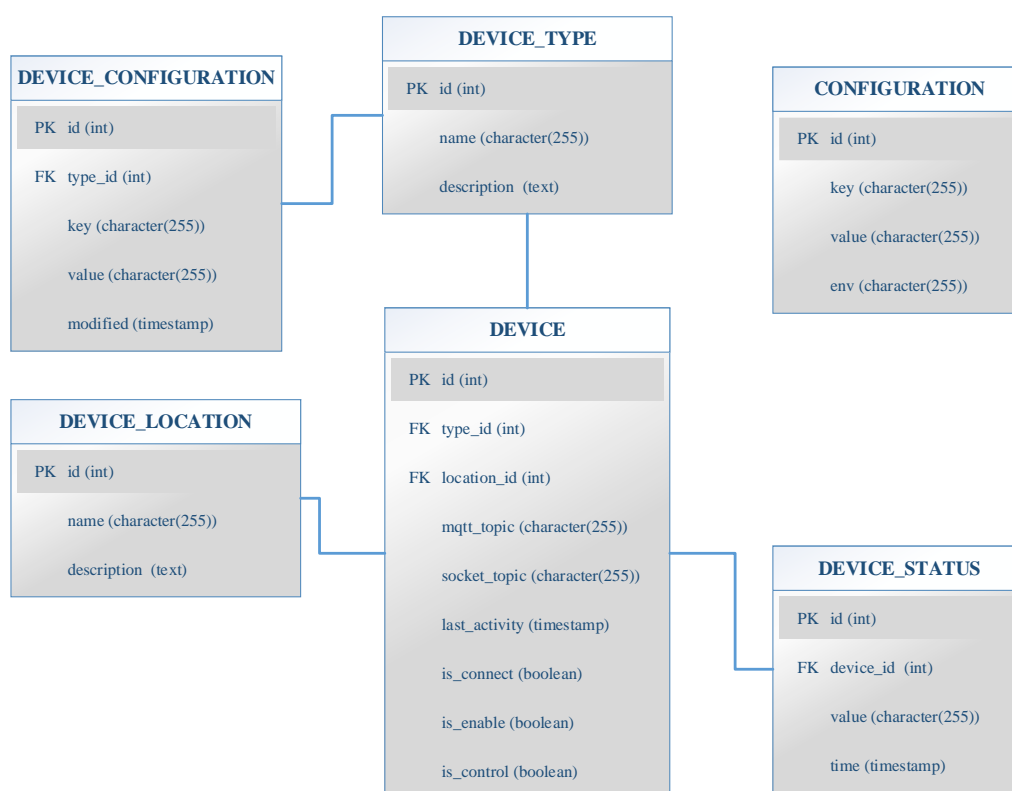 DEVICE_TYPE
PK id (int)
name (character(255))
description (text)
DEVICE_CONFIGURATION
PK id (int)
FK type_id (int)
key (character(255))
value (character(255))
modified (timestamp)
CONFIGURATION
PK id (int)
key (character(255))
value (character(255))
env (character(255))
DEVICE
PK id (int)
FK type_id (int)
FK location_id (int)
mqtt_topic (character(255))
socket_topic (character(255))
last_activity (timestamp)
is_connect (boolean)
is_enable (boolean)
is_control (boolean)
DEVICE_LOCATION
PK id (int)
name (character(255))
description (text)
DEVICE_STATUS
PK id (int)
FK device_id (int)
value (character(255))
time (timestamp)